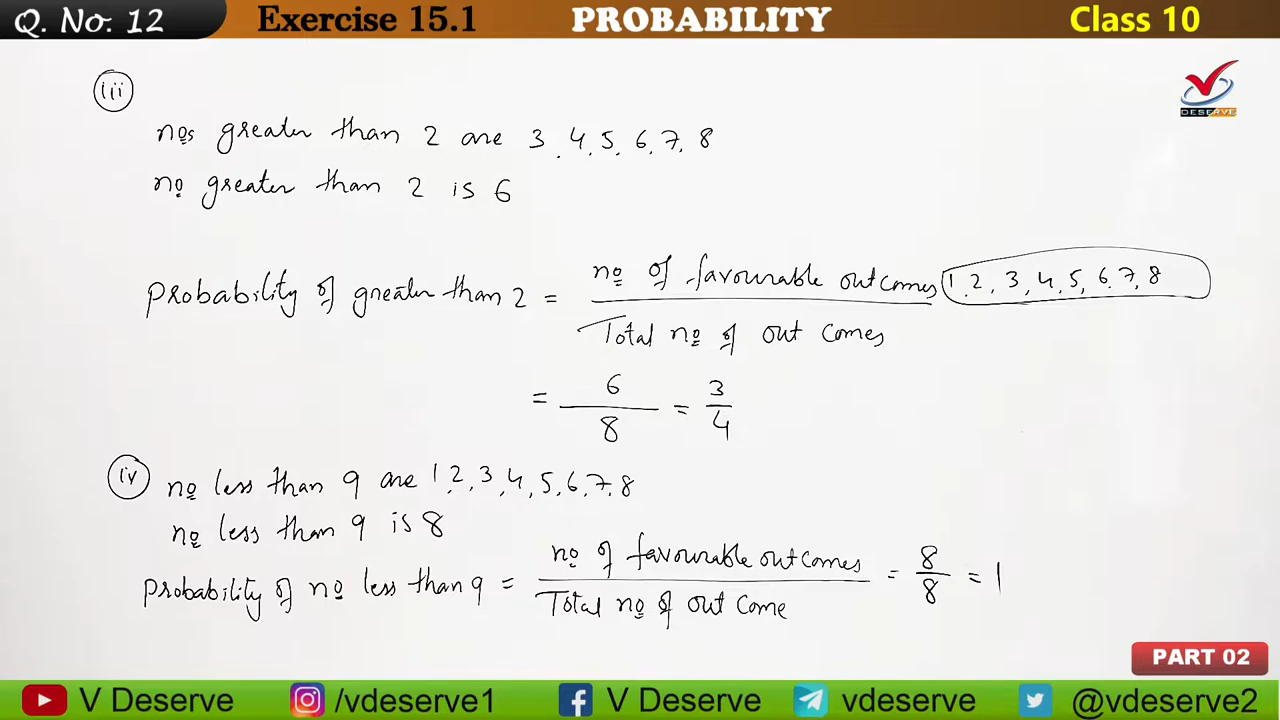 Q. No. 12 Exercise 15.1 PROBABILITY Class 10
DESERVE
iii
nos greater than 2 are 3, 4, 5, 6, 7, 8
no greater than 2 is 6
probability of greater than 2 = no of favourable outcomes 1, 2, 3, 4, 5, 6, 7, 8
Total no of out comes
= 6/8 = 3/4
iv no less than 9 are 1, 2, 3, 4, 5, 6, 7, 8
no less than 9 is 8
probability of no less than 9 = no of favourable outcomes = 8/8 = 1
Total no of out come
PART 02
V Deserve /vdeserve1 V Deserve vdeserve @vdeserve2